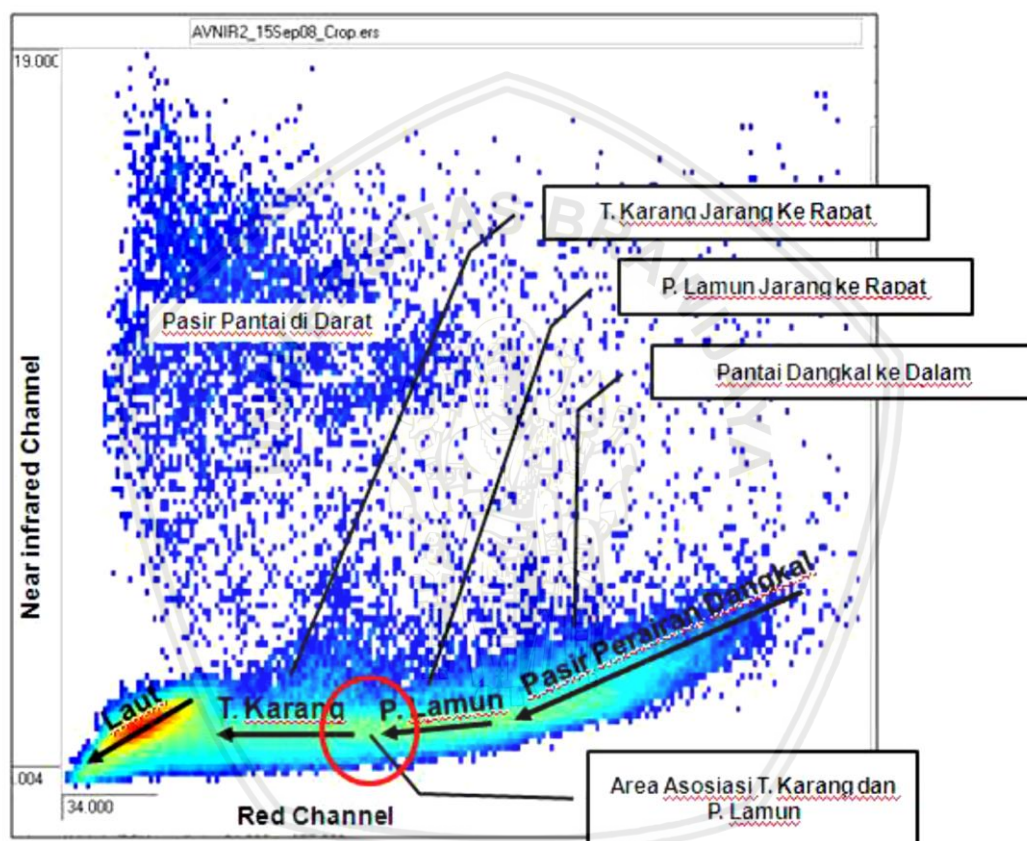 AVNIR2_15Sep08_Crop.ers
19.000
T. Karang Jarang Ke Rapat
P. Lamun Jarang ke Rapat
Pasir Pantai di Darat
Pantai Dangkal ke Dalam
Near infrared Channel
Pasir Perairan Dangkal
Laut
T. Karang
P. Lamun
.004
34.000
Red Channel
Area Asosiasi T. Karang dan
P. Lamun